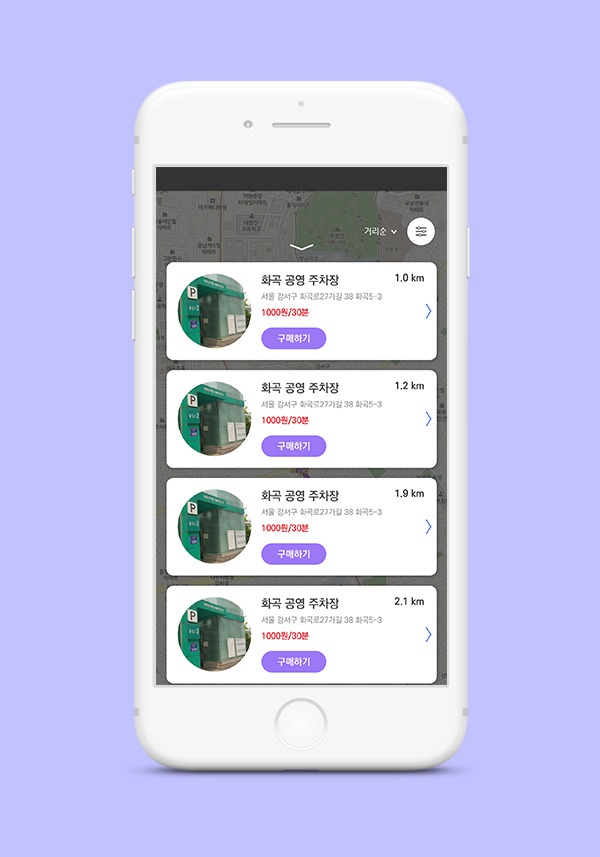 거리순
화곡 공영 주차장
1.0 km
서울 강서구 화곡로27가길 38 화곡5-3
1000원/30분
구매하기
P
화곡 공영 주차장
1.2 km
서울 강서구 화곡로27가길 38 화곡5-3
1000원/30분
구매하기
P
화곡 공영 주차장
1.9 km
서울 강서구 화곡로27가길 38 화곡5-3
1000원/30분
구매하기
P
화곡 공영 주차장
2.1 km
서울 강서구 화곡로27가길 38 화곡5-3
1000원/30분
구매하기
P